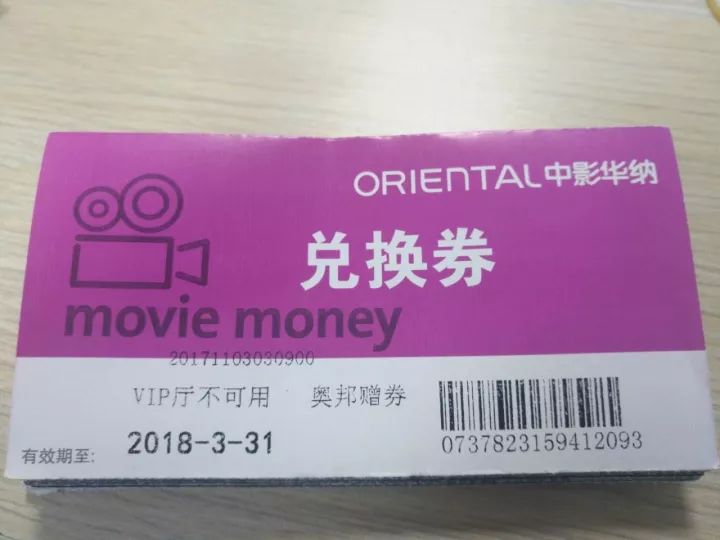 ORIENTAL中影华纳
兑换券
movie money
20171103030900
VIP厅不可用 奥邦赠券
有效期至: 2018-3-31
0737823159412093